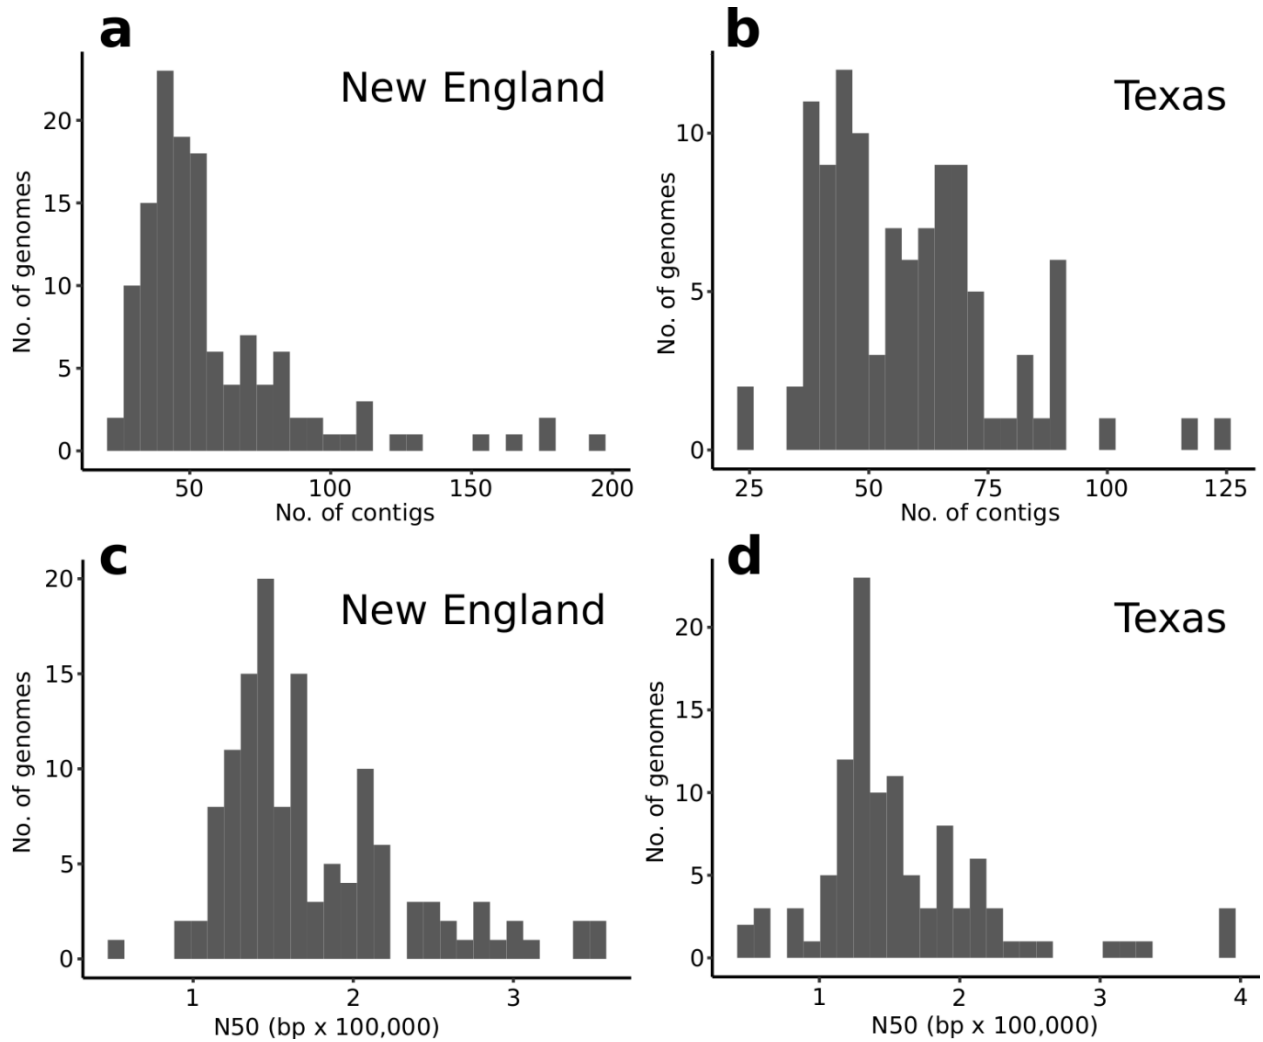 a
New England
No. of genomes
20
15
10
5
0
50 100 150 200
No. of contigs
b
Texas
No. of genomes
10
5
0
25 50 75 100 125
No. of contigs
c
New England
No. of genomes
20
15
10
5
0
1 2 3
N50 (bp x 100,000)
d
Texas
No. of genomes
20
15
10
5
0
1 2 3 4
N50 (bp x 100,000)